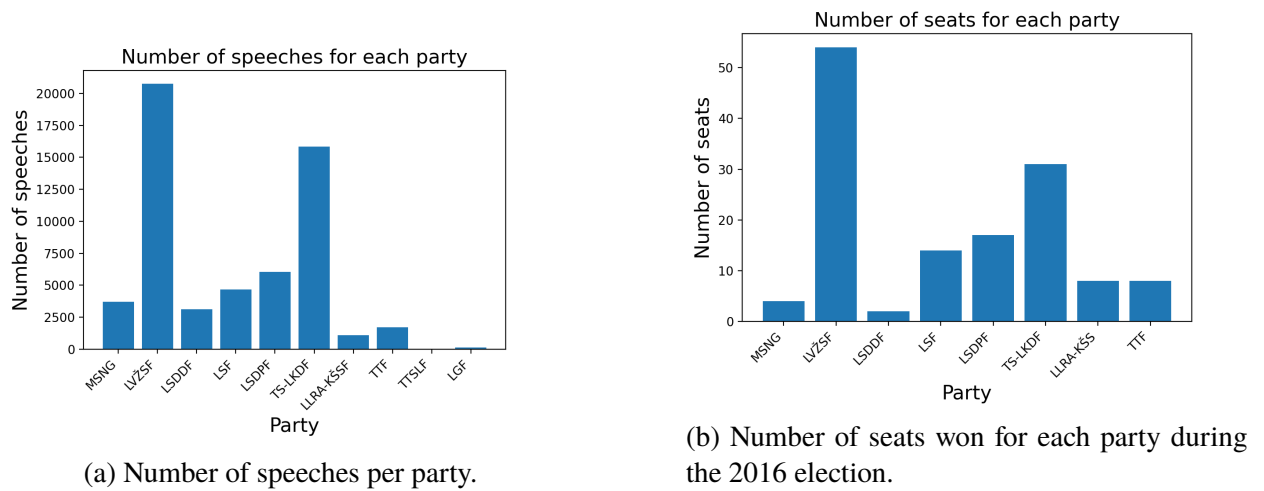 Number of speeches for each party
Number of speeches
20000
17500
15000
12500
10000
7500
5000
2500
0
MSNG
LVŽSF
LSDDF
LSF
LSDPF
TS-LKDF
LLRA-KŠSF
TTF
TTSLF
LGF
Party
(a) Number of speeches per party.
Number of seats for each party
Number of seats
50
40
30
20
10
0
MSNG
LVŽSF
LSDDF
LSF
LSDPF
TS-LKDF
LLRA-KŠS
TTF
Party
(b) Number of seats won for each party during
the 2016 election.